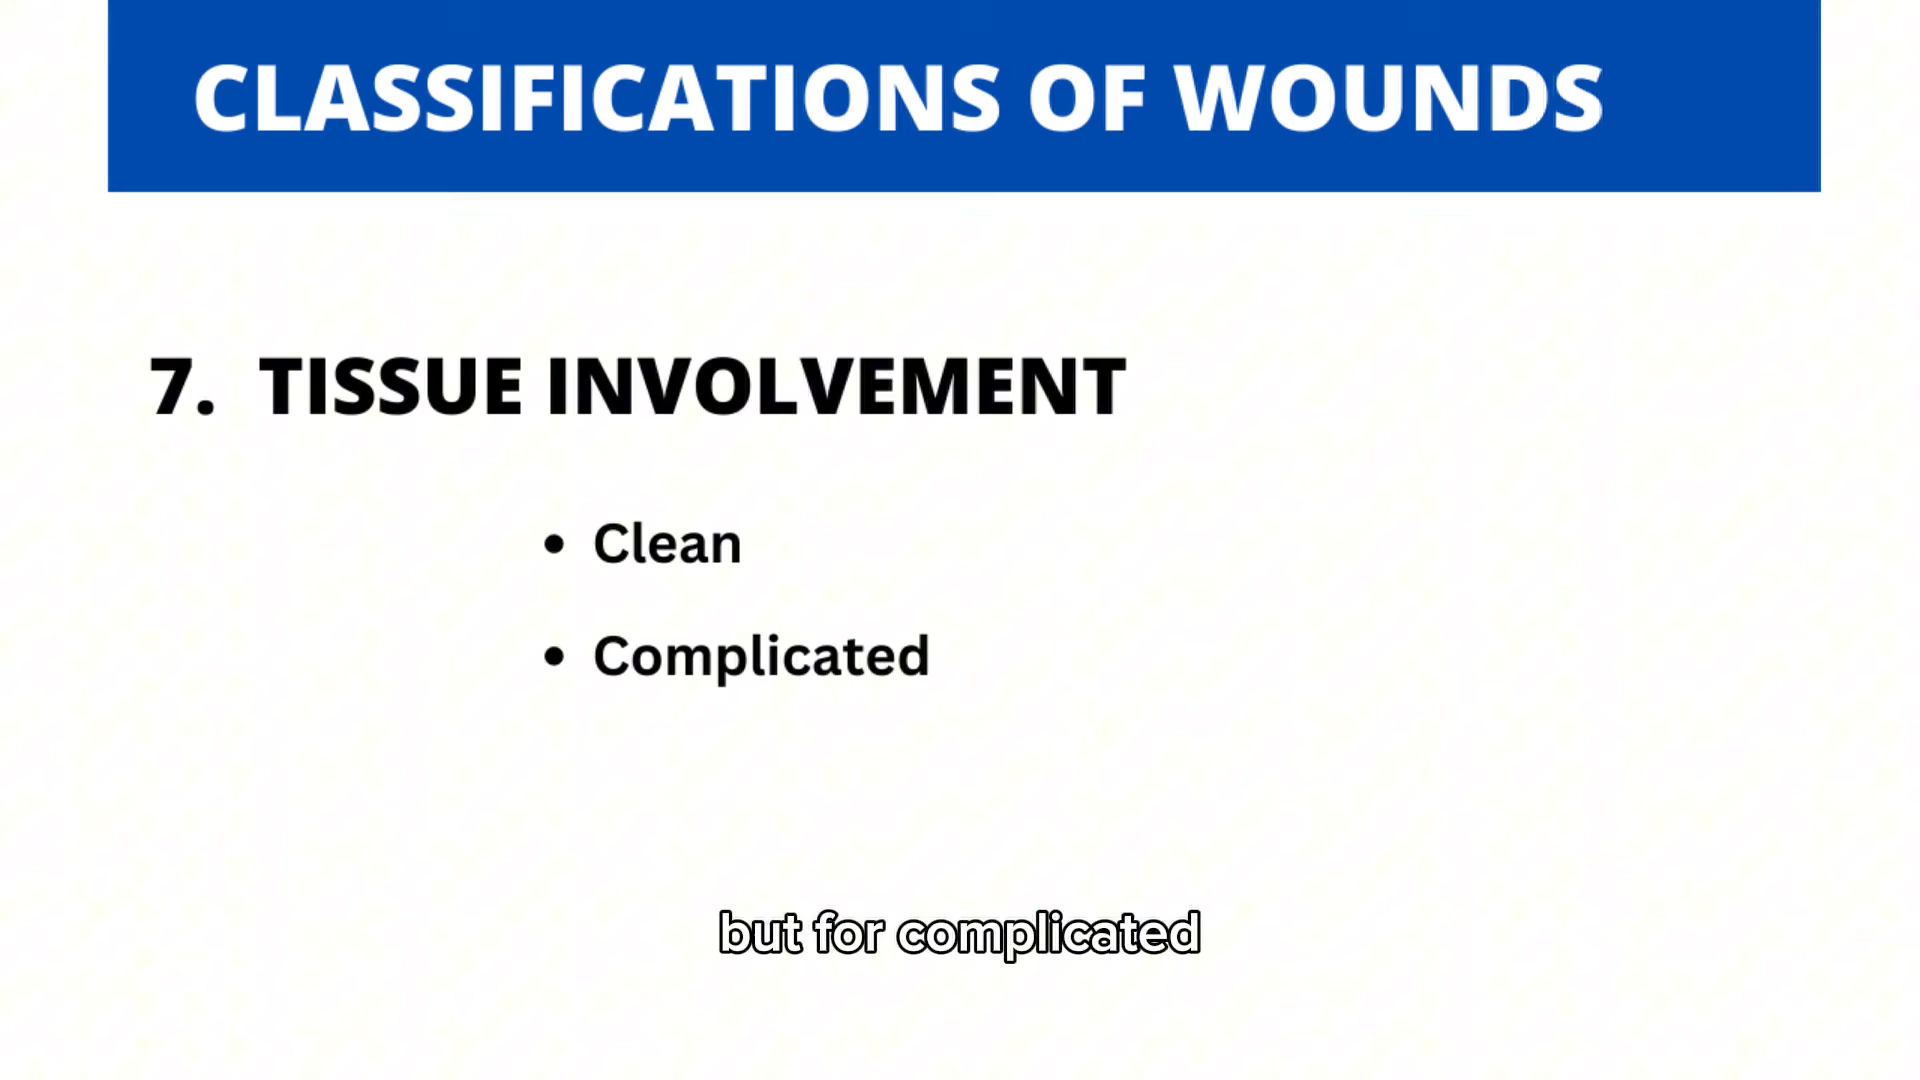 CLASSIFICATIONS OF WOUNDS
7. TISSUE INVOLVEMENT
• Clean
• Complicated
but for complicated